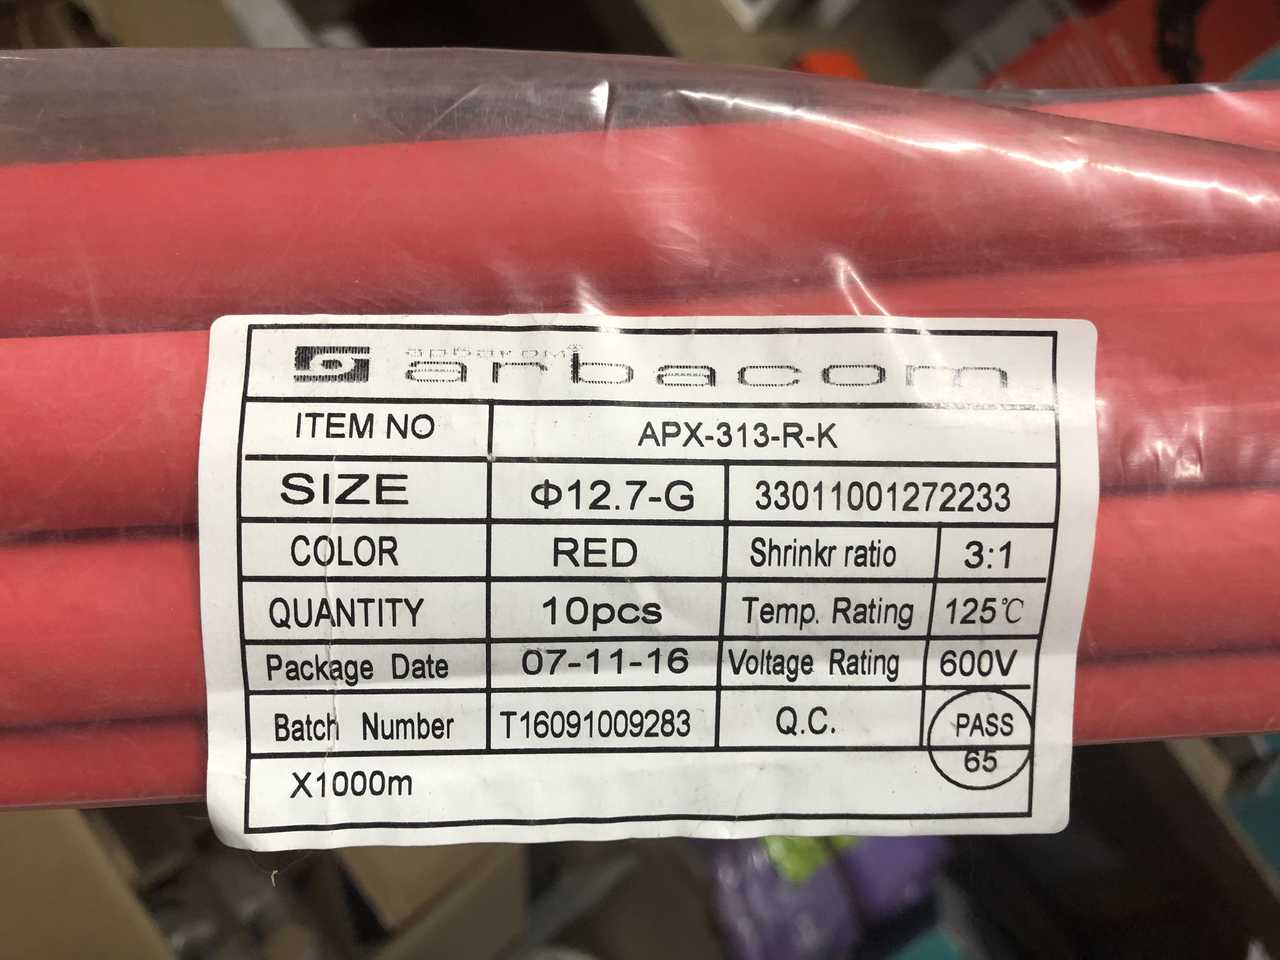 arbacom
ITEM NO APX-313-R-K
SIZE Φ12.7-G 33011001272233
COLOR RED Shrinkr ratio 3:1
QUANTITY 10pcs Temp. Rating 125℃
Package Date 07-11-16 Voltage Rating 600V
Batch Number T16091009283 Q.C. PASS
65
X1000m